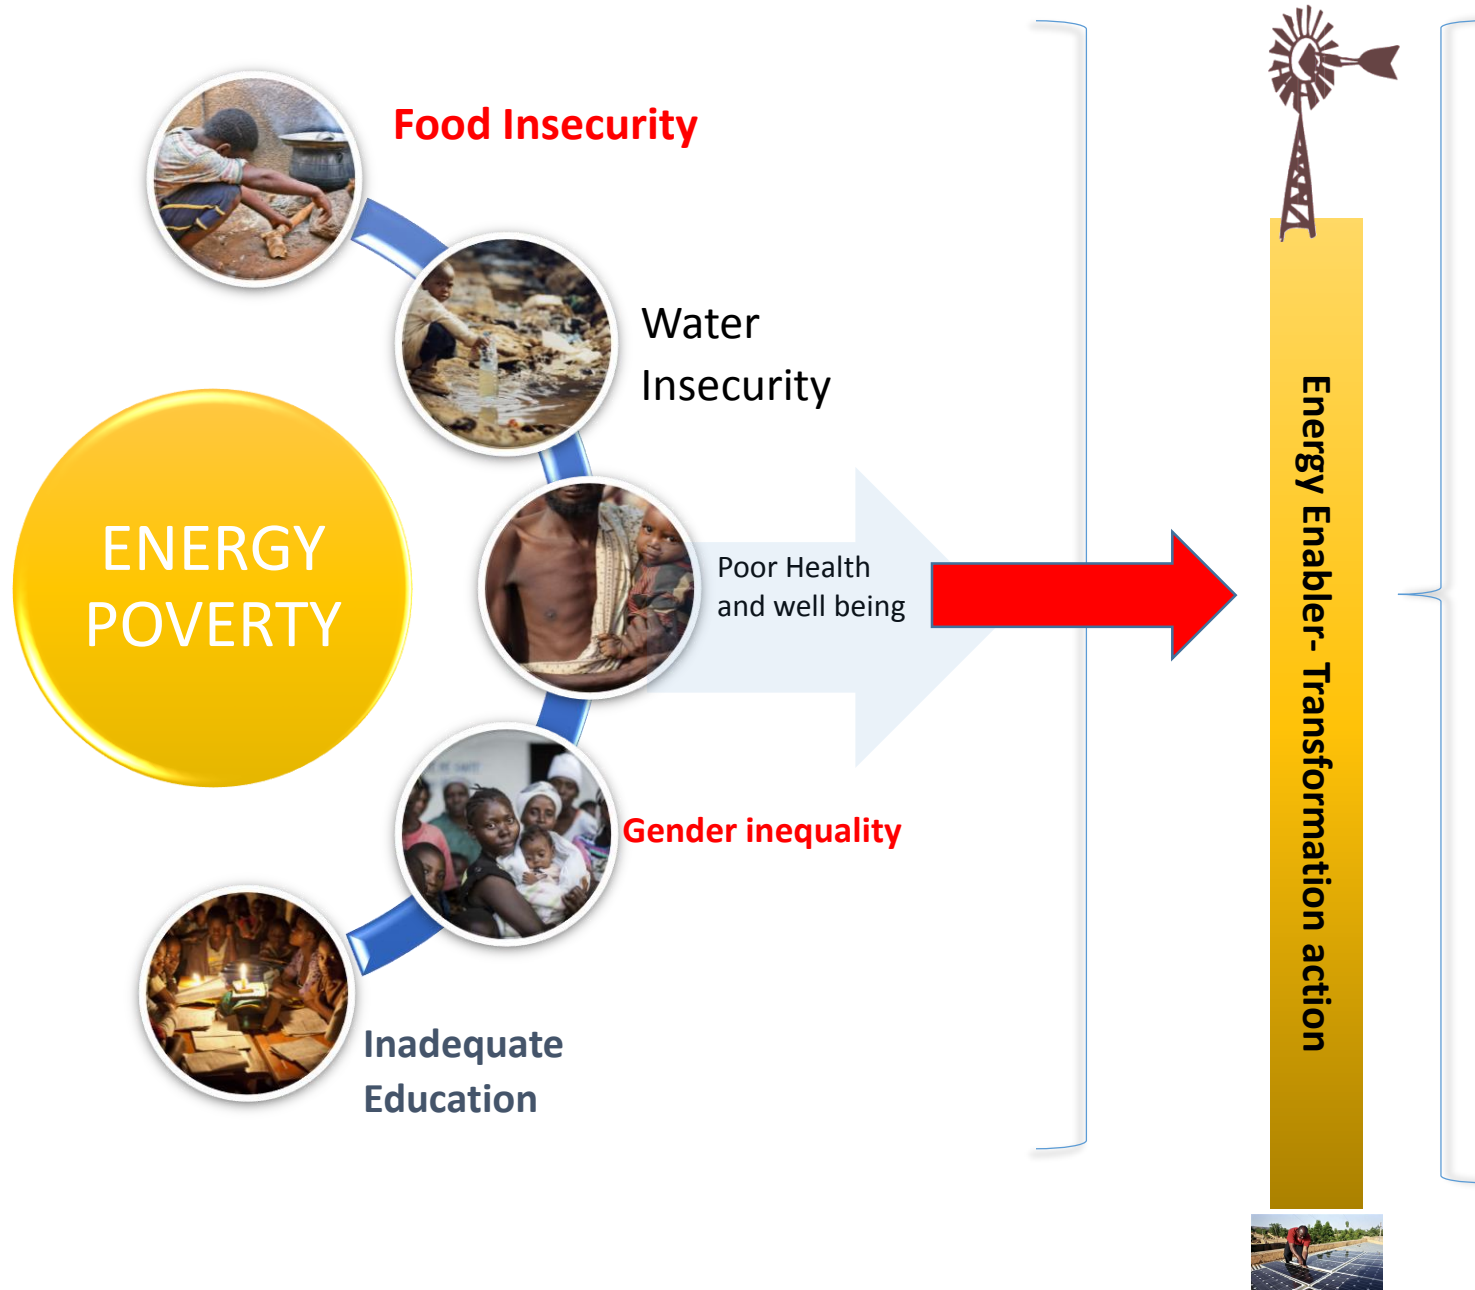 Food Insecurity
Water
Insecurity
ENERGY
POVERTY
Poor Health
and well being
Gender inequality
Inadequate
Education
Energy Enabler- Transformation action